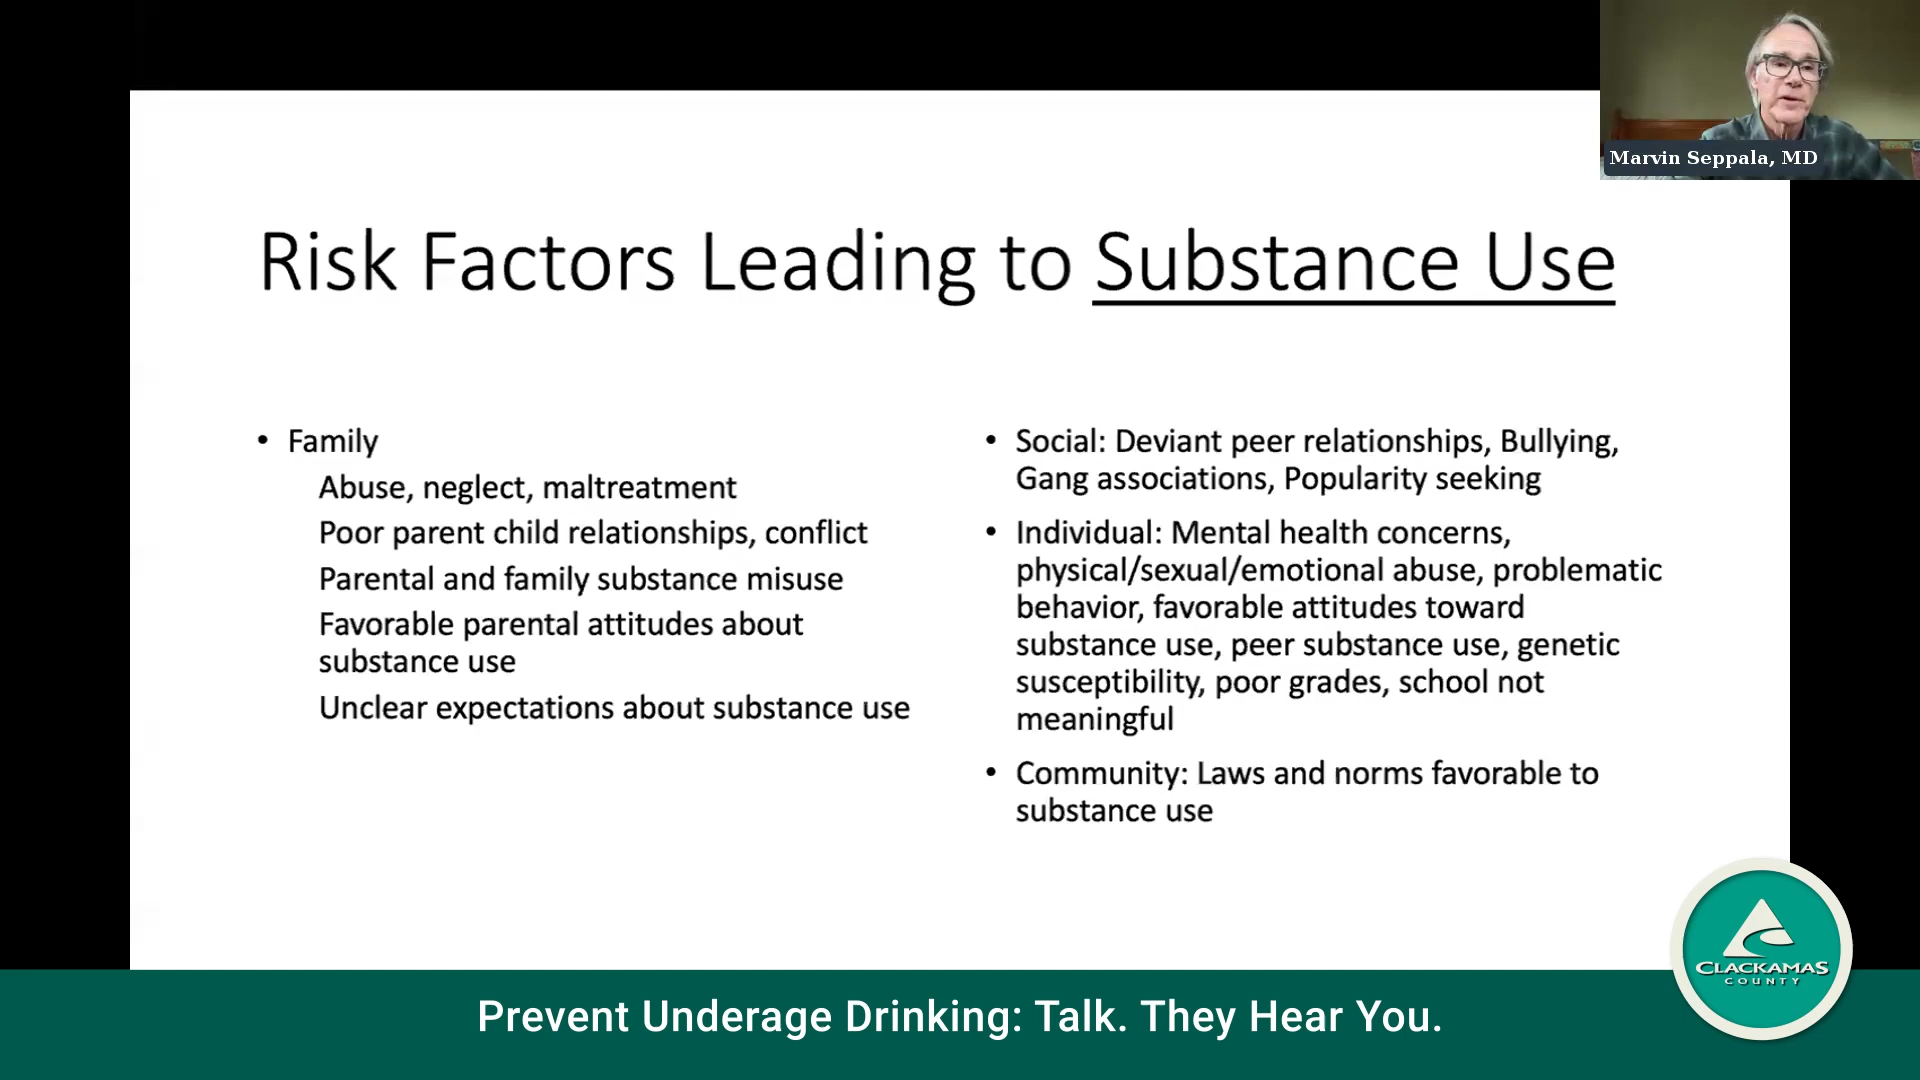 Marvin Seppala, MD
Risk Factors Leading to Substance Use
• Family
Abuse, neglect, maltreatment
Poor parent child relationships, conflict
Parental and family substance misuse
Favorable parental attitudes about
substance use
Unclear expectations about substance use
• Social: Deviant peer relationships, Bullying,
Gang associations, Popularity seeking
• Individual: Mental health concerns,
physical/sexual/emotional abuse, problematic
behavior, favorable attitudes toward
substance use, peer substance use, genetic
susceptibility, poor grades, school not
meaningful
• Community: Laws and norms favorable to
substance use
CLACKAMAS
COUNTY
Prevent Underage Drinking: Talk. They Hear You.